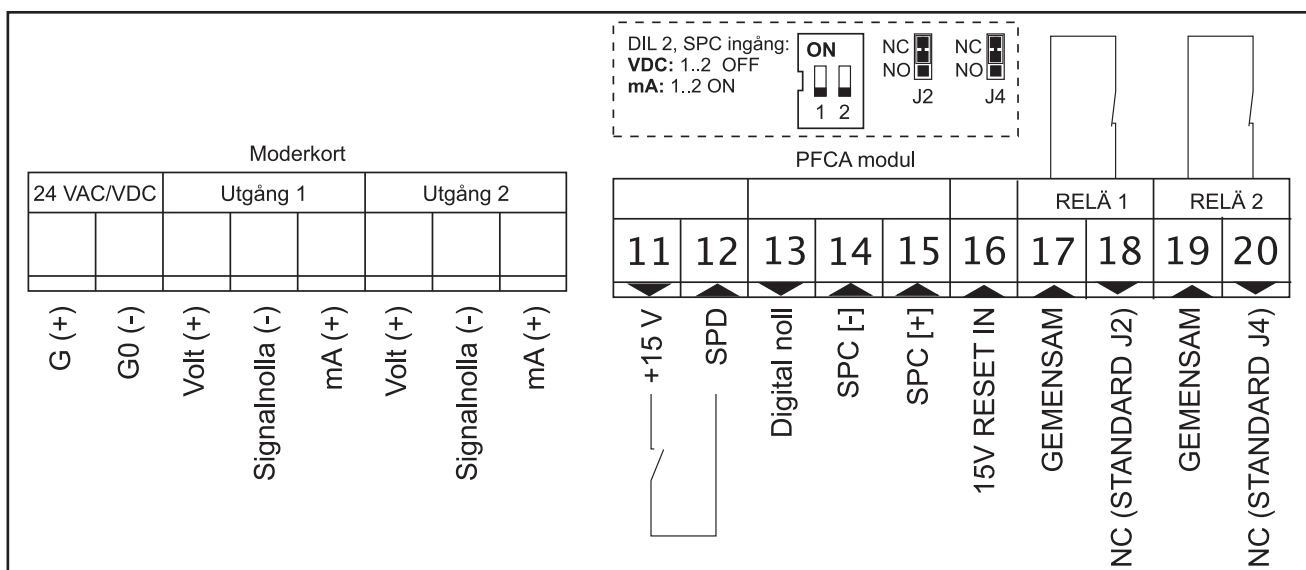 DIL 2, SPC ingång:
VDC: 1..2 OFF
mA: 1..2 ON
ON
1 2
NC
NO
J2
NC
NO
J4
Moderkort
24 VAC/VDC Utgång 1 Utgång 2
G (+)
G0 (-)
Volt (+)
Signalnolla (-)
mA (+)
Volt (+)
Signalnolla (-)
mA (+)
PFCA modul
RELÄ 1 RELÄ 2
11 12 13 14 15 16 17 18 19 20
+15 V
SPD
Digital noll
SPC [-]
SPC [+]
15V RESET IN
GEMENSAM
NC (STANDARD J2)
GEMENSAM
NC (STANDARD J4)